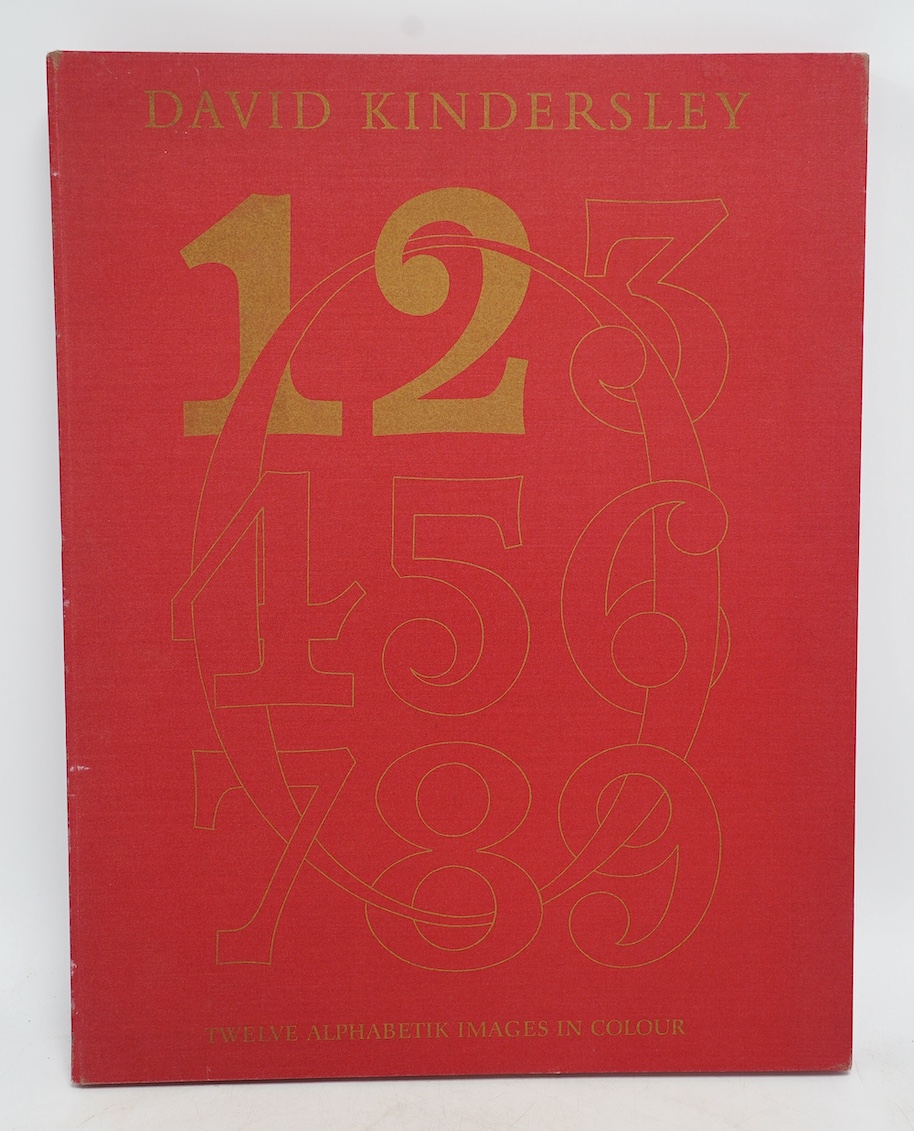 DAVID KINDERSLEY
123
456
789
TWELVE ALPHABETIK IMAGES IN COLOUR